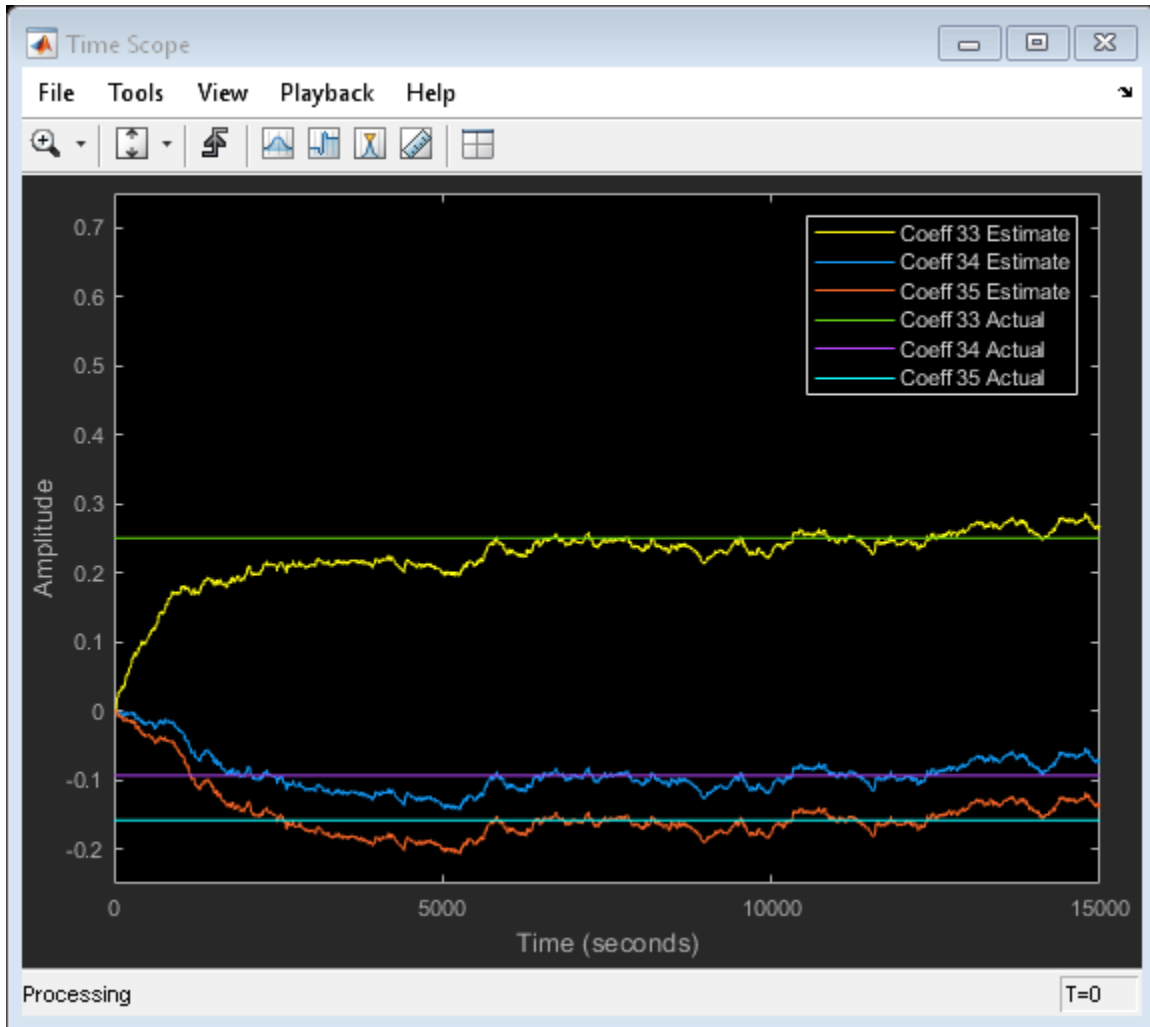 Time Scope
File Tools View Playback Help
0.7
0.6
0.5
0.4
0.3
0.2
0.1
0
-0.1
-0.2
Amplitude
Coeff 33 Estimate
Coeff 34 Estimate
Coeff 35 Estimate
Coeff 33 Actual
Coeff 34 Actual
Coeff 35 Actual
0 5000 10000 15000
Time (seconds)
Processing T=0